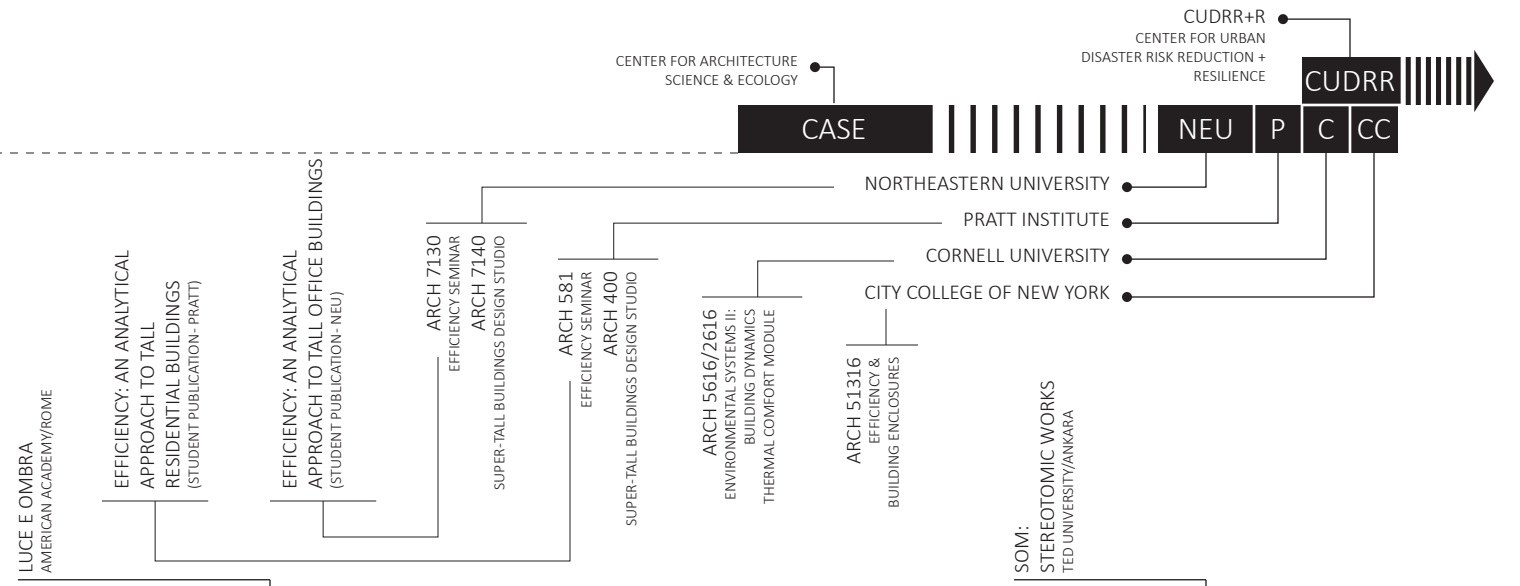 CUDRR+R
CENTER FOR URBAN
DISASTER RISK REDUCTION +
RESILIENCE
CENTER FOR ARCHITECTURE
SCIENCE & ECOLOGY
CUDRR
CASE
NEU
P
C
CC
NORTHEASTERN UNIVERSITY
PRATT INSTITUTE
CORNELL UNIVERSITY
CITY COLLEGE OF NEW YORK
LUCE E OMBRA
AMERICAN ACADEMY/ROME
EFFICIENCY: AN ANALYTICAL
APPROACH TO TALL
RESIDENTIAL BUILDINGS
(STUDENT PUBLICATION- PRATT)
EFFICIENCY: AN ANALYTICAL
APPROACH TO TALL OFFICE BUILDINGS
(STUDENT PUBLICATION- NEU)
ARCH 7130
EFFICIENCY SEMINAR
ARCH 7140
SUPER-TALL BUILDINGS DESIGN STUDIO
ARCH 581
EFFICIENCY SEMINAR
ARCH 400
SUPER-TALL BUILDINGS DESIGN STUDIO
ARCH 5616/2616
ENVIRONMENTAL SYSTEMS II:
BUILDING DYNAMICS
THERMAL COMFORT MODULE
ARCH 51316
EFFICIENCY &
BUILDING ENCLOSURES
SOM:
STEREOTOMIC WORKS
TED UNIVERSITY/ANKARA